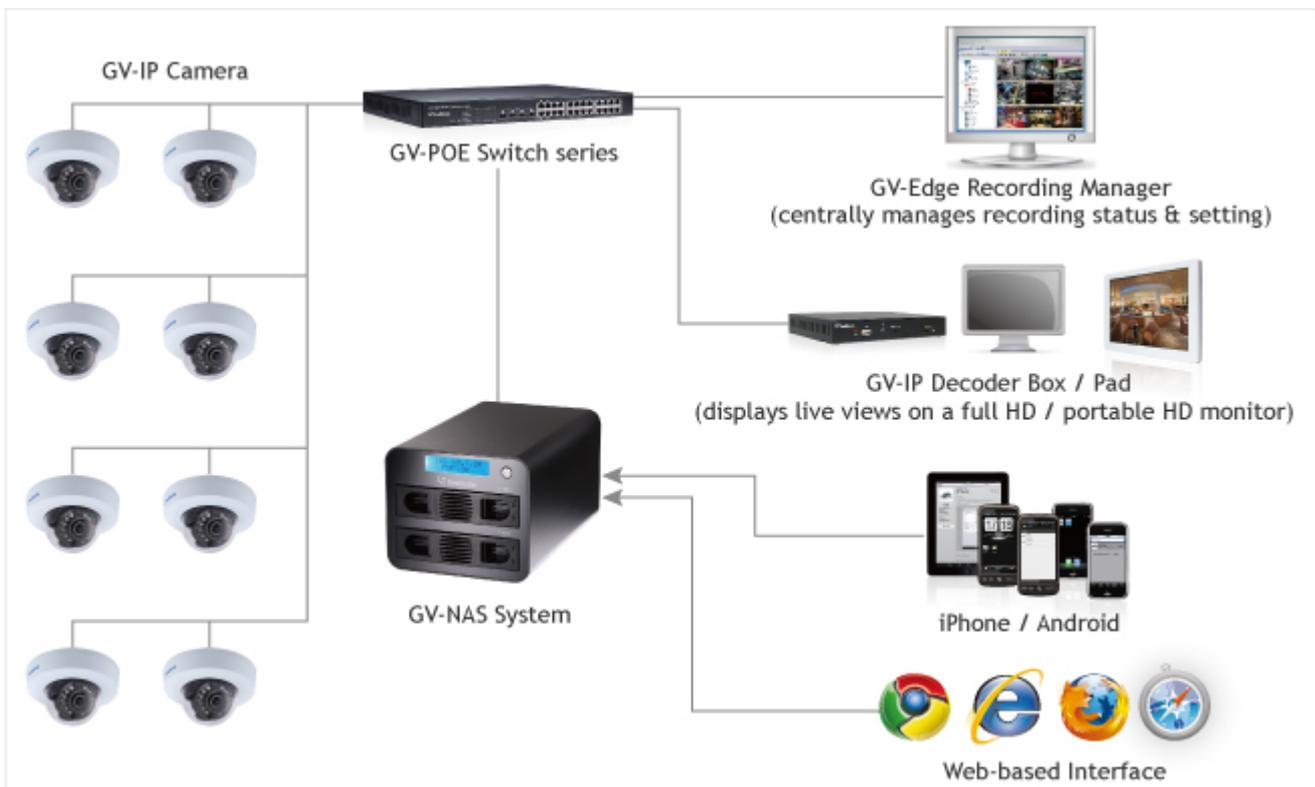 GV-IP Camera
GV-POE Switch series
GV-Edge Recording Manager
(centrally manages recording status & setting)
GV-IP Decoder Box / Pad
(displays live views on a full HD / portable HD monitor)
GV-NAS System
iPhone / Android
Web-based Interface